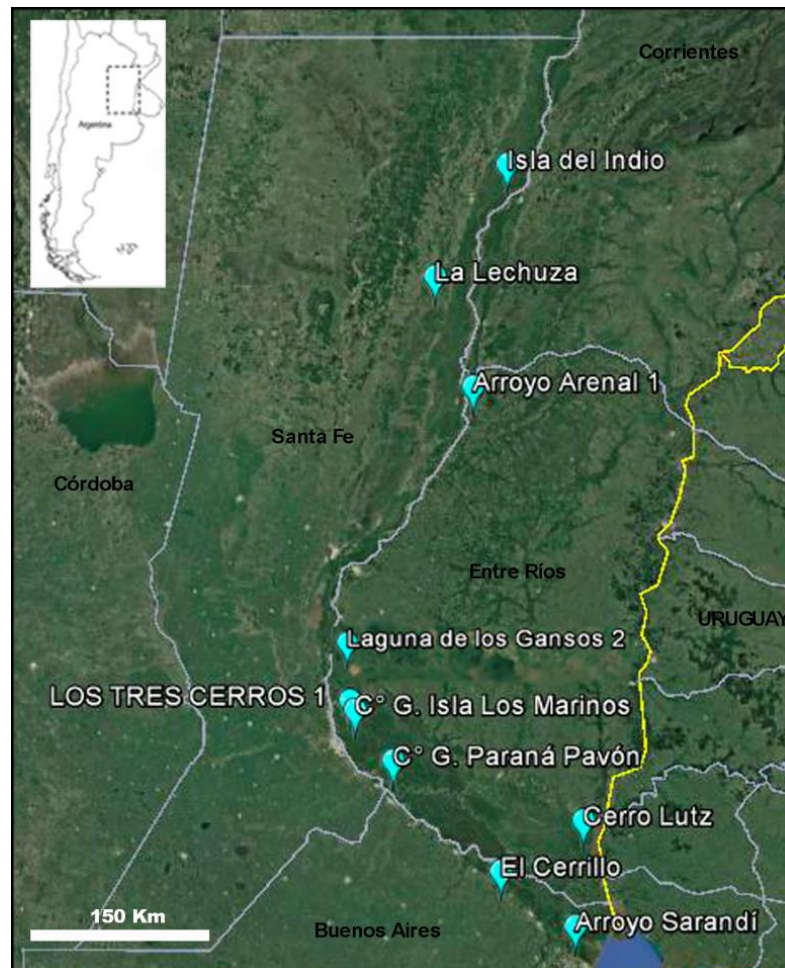 Corrientes
Argentina
Isla del Indio
La Lechuza
Arroyo Arenal 1
Santa Fe
Córdoba
Entre Ríos
URUGUAY
Laguna de los Gansos 2
LOS TRES CERROS 1
C° G. Isla Los Marinos
C° G. Paraná Pavón
Cerro Lutz
El Cerrillo
150 Km
Buenos Aires
Arroyo Sarandí